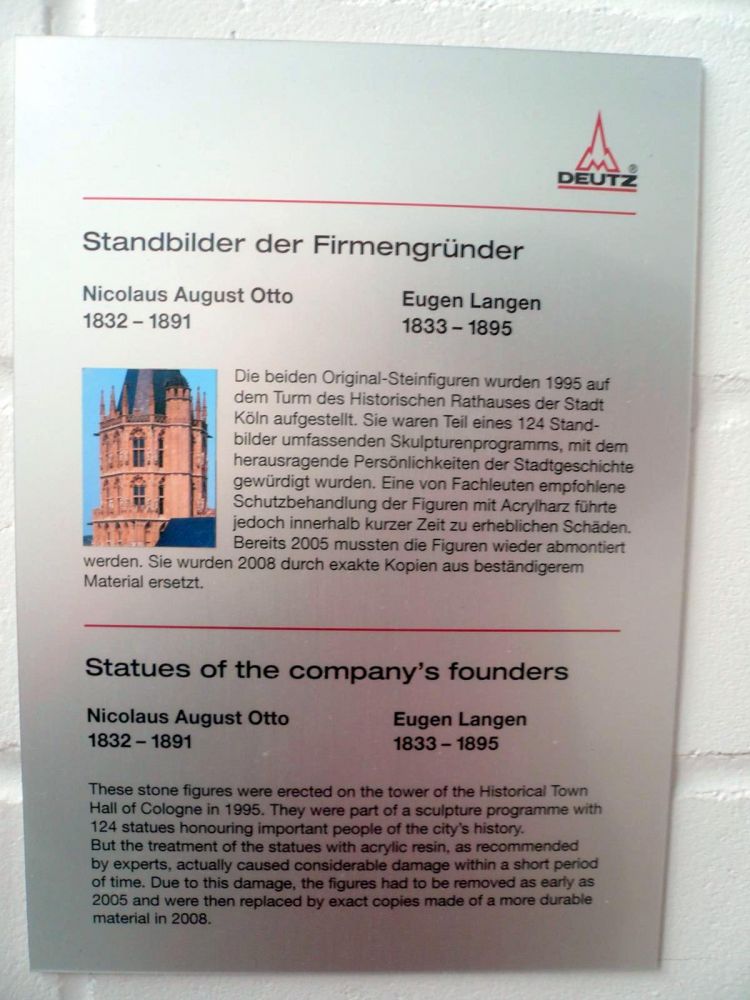 DEUTZ®
Standbilder der Firmengründer
Nicolaus August Otto
1832 – 1891
Eugen Langen
1833 – 1895
Die beiden Original-Steinfiguren wurden 1995 auf
dem Turm des Historischen Rathauses der Stadt
Köln aufgestellt. Sie waren Teil eines 124 Stand-
bilder umfassenden Skulpturenprogramms, mit dem
herausragende Persönlichkeiten der Stadtgeschichte
gewürdigt wurden. Eine von Fachleuten empfohlene
Schutzbehandlung der Figuren mit Acrylharz führte
jedoch innerhalb kurzer Zeit zu erheblichen Schäden.
Bereits 2005 mussten die Figuren wieder abmontiert
werden. Sie wurden 2008 durch exakte Kopien aus beständigerem
Material ersetzt.
Statues of the company's founders
Nicolaus August Otto
1832 – 1891
Eugen Langen
1833 – 1895
These stone figures were erected on the tower of the Historical Town
Hall of Cologne in 1995. They were part of a sculpture programme with
124 statues honouring important people of the city's history.
But the treatment of the statues with acrylic resin, as recommended
by experts, actually caused considerable damage within a short period
of time. Due to this damage, the figures had to be removed as early as
2005 and were then replaced by exact copies made of a more durable
material in 2008.